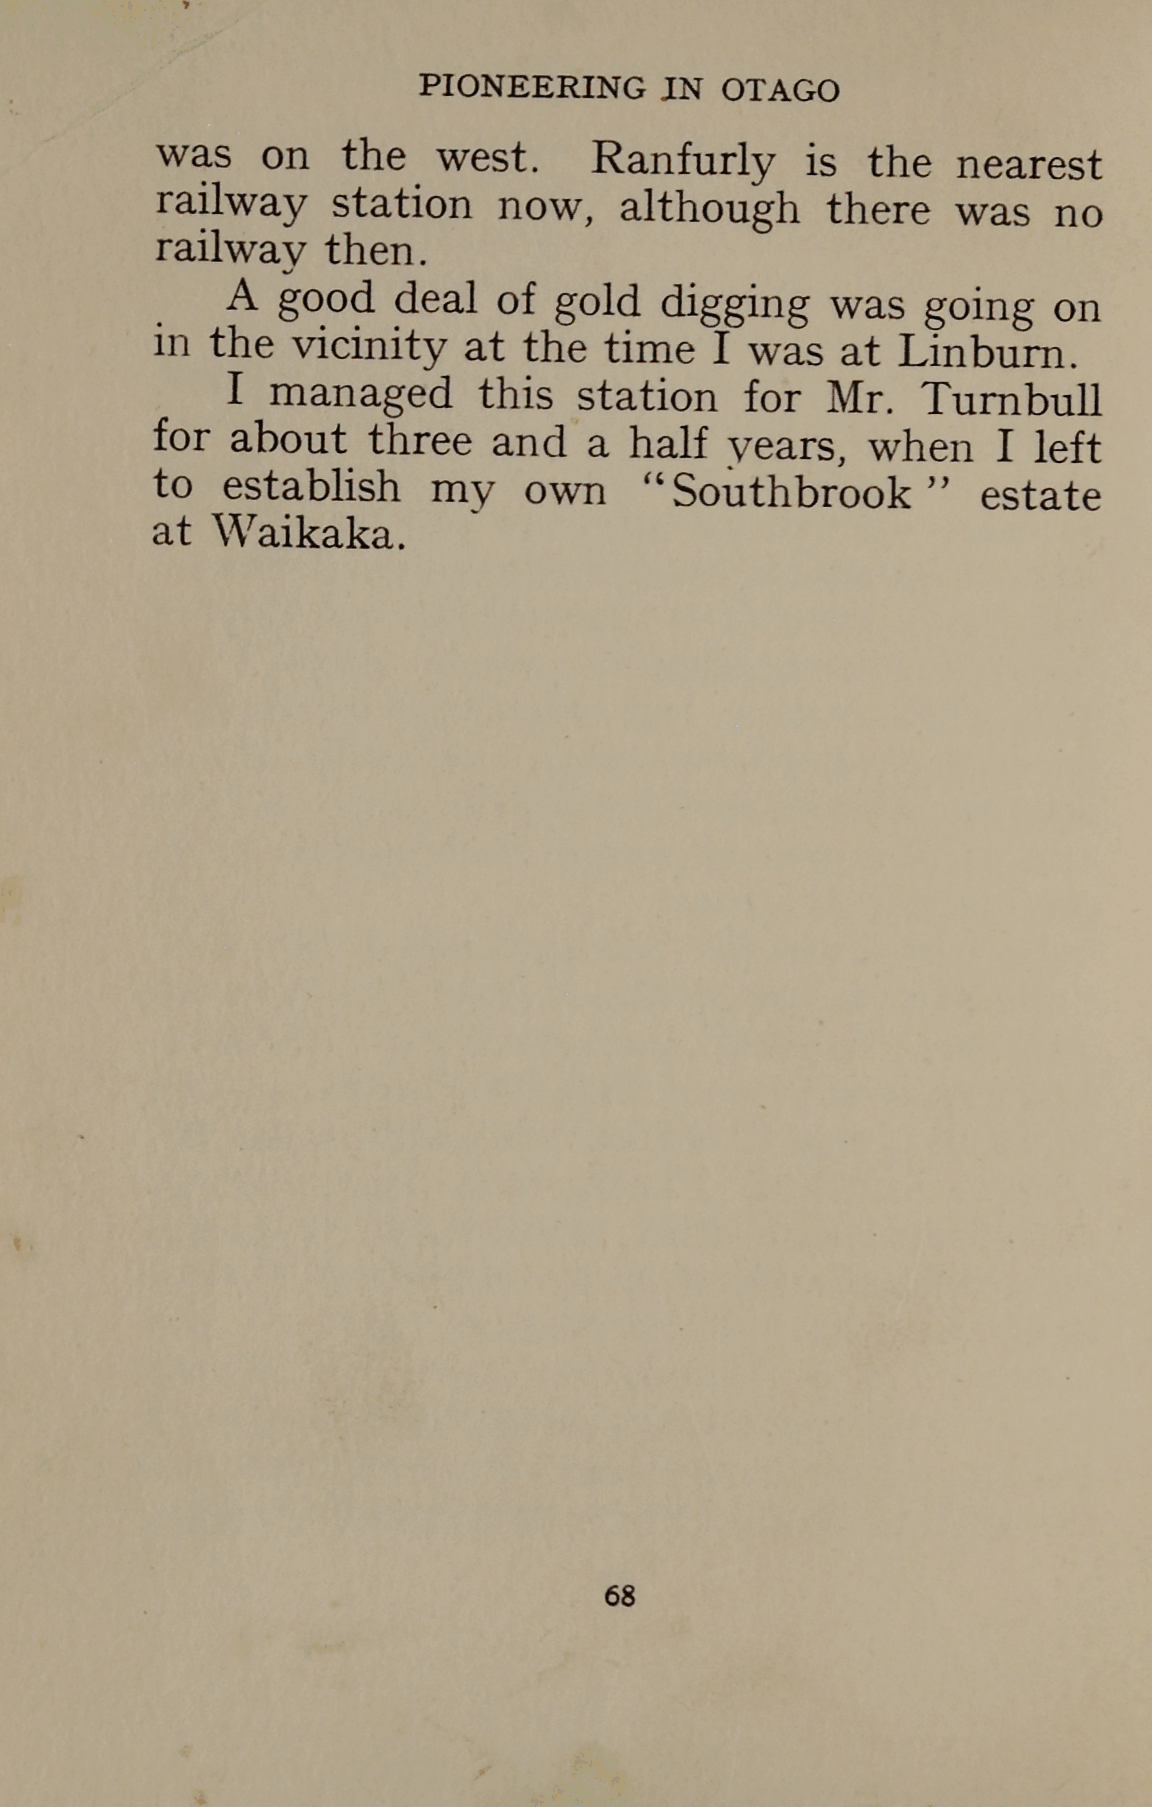 PIONEERING IN OTAGO
was on the west. Ranfurly is the nearest
railway station now, although there was no
railway then.
A good deal of gold digging was going on
in the vicinity at the time I was at Linburn.
I managed this station for Mr. Turnbull
for about three and a half years, when I left
to establish my own “Southbrook” estate
at Waikaka.
68